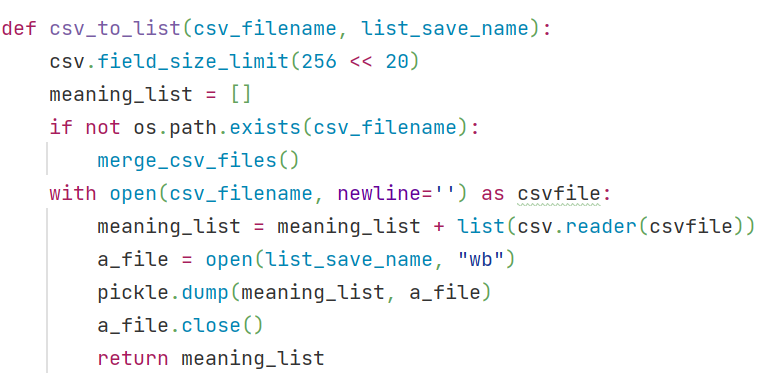 def csv_to_list(csv_filename, list_save_name):
    csv.field_size_limit(256 << 20)
    meaning_list = []
    if not os.path.exists(csv_filename):
        merge_csv_files()
    with open(csv_filename, newline='') as csvfile:
        meaning_list = meaning_list + list(csv.reader(csvfile))
        a_file = open(list_save_name, "wb")
        pickle.dump(meaning_list, a_file)
        a_file.close()
        return meaning_list